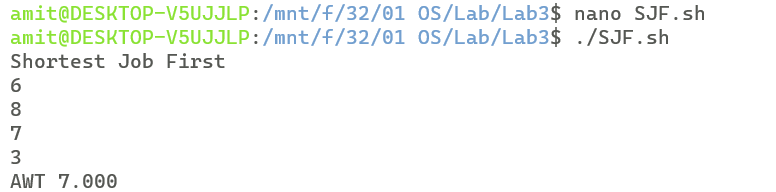 amit@DESKTOP-V5UJJLP:/mnt/f/32/01 OS/Lab/Lab3$ nano SJF.sh
amit@DESKTOP-V5UJJLP:/mnt/f/32/01 OS/Lab/Lab3$ ./SJF.sh
Shortest Job First
6
8
7
3
AWT 7.000